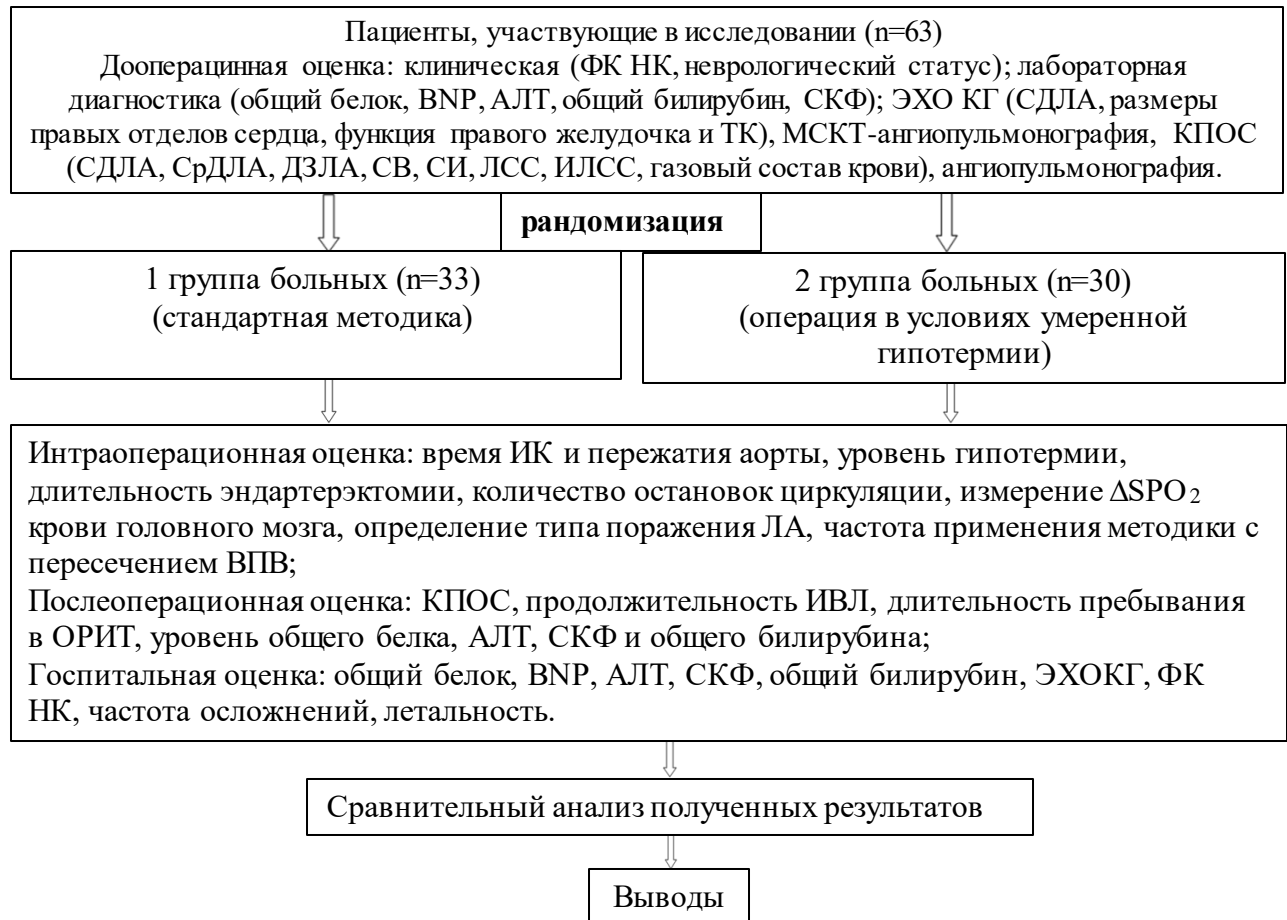 Пациенты, участвующие в исследовании (n=63)
Дооперацинная оценка: клиническая (ФК НК, неврологический статус); лабораторная
диагностика (общий белок, BNP, АЛТ, общий билирубин, СКФ); ЭХО КГ (СДЛА, размеры
правых отделов сердца, функция правого желудочка и ТК), МСКТ-ангиопульмонография, КПОС
(СДЛА, СрДЛА, ДЗЛА, СВ, СИ, ЛСС, ИЛСС, газовый состав крови), ангиопульмонография.
рандомизация
1 группа больных (n=33)
(стандартная методика)
2 группа больных (n=30)
(операция в условиях умеренной
гипотермии)
Интраоперационная оценка: время ИК и пережатия аорты, уровень гипотермии,
длительность эндартерэктомии, количество остановок циркуляции, измерение ΔSPO₂
крови головного мозга, определение типа поражения ЛА, частота применения методики с
пересечением ВПВ;
Послеоперационная оценка: КПОС, продолжительность ИВЛ, длительность пребывания
в ОРИТ, уровень общего белка, АЛТ, СКФ и общего билирубина;
Госпитальная оценка: общий белок, BNP, АЛТ, СКФ, общий билирубин, ЭХОКГ, ФК
НК, частота осложнений, летальность.
Сравнительный анализ полученных результатов
Выводы